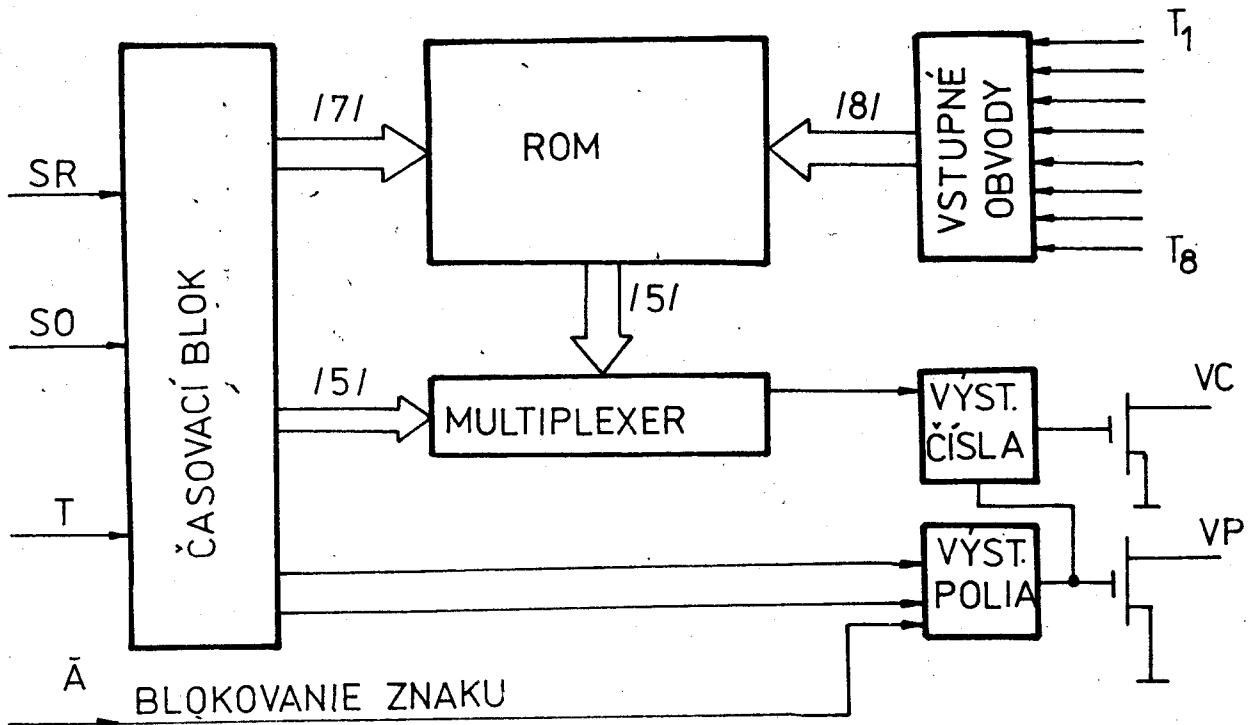 T1
/7/
/8/
ROM
VSTUPNÉ
OBVODY
SR
T8
/5/
SO
ČASOVACÍ BLOK
/5/
MULTIPLEXER
VÝST.
ČÍSLA
VC
T
VÝST.
POLIA
VP
Ā
BLOKOVANIE ZNAKU